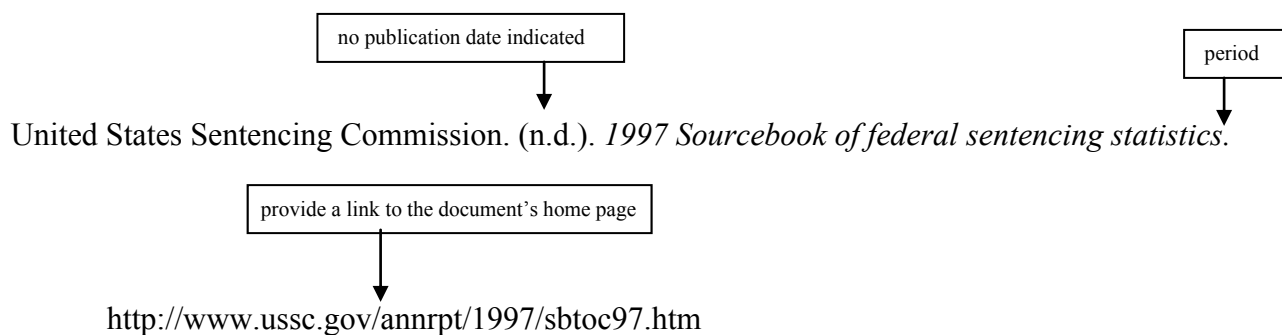 no publication date indicated
period
United States Sentencing Commission. (n.d.). 1997 Sourcebook of federal sentencing statistics.
provide a link to the document’s home page
http://www.ussc.gov/annrpt/1997/sbtoc97.htm